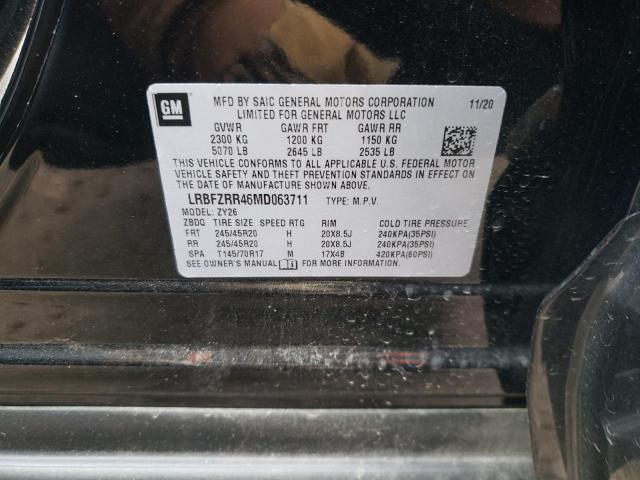 GM
MFD BY SAIC GENERAL MOTORS CORPORATION 11/20
LIMITED FOR GENERAL MOTORS LLC
GVWR GAWR FRT GAWR RR
2300 KG 1200 KG 1150 KG
5070 LB 2645 LB 2535 LB
THIS VEHICLE CONFORMS TO ALL APPLICABLE U.S. FEDERAL MOTOR
VEHICLE SAFETY AND THEFT PREVENTION STANDARDS IN EFFECT
ON THE DATE OF MANUFACTURE SHOWN ABOVE.
LRBFZRR46MD063711 TYPE: M.P.V.
MODEL: ZY26
ZBDQ TIRE SIZE SPEED RTG RIM COLD TIRE PRESSURE
FRT 245/45R20 H 20X8.5J 240KPA(35PSI)
RR 245/45R20 H 20X8.5J 240KPA(35PSI)
SPA T145/70R17 M 17X4B 420KPA(60PSI)
SEE OWNER'S MANUAL FOR MORE INFORMATION.